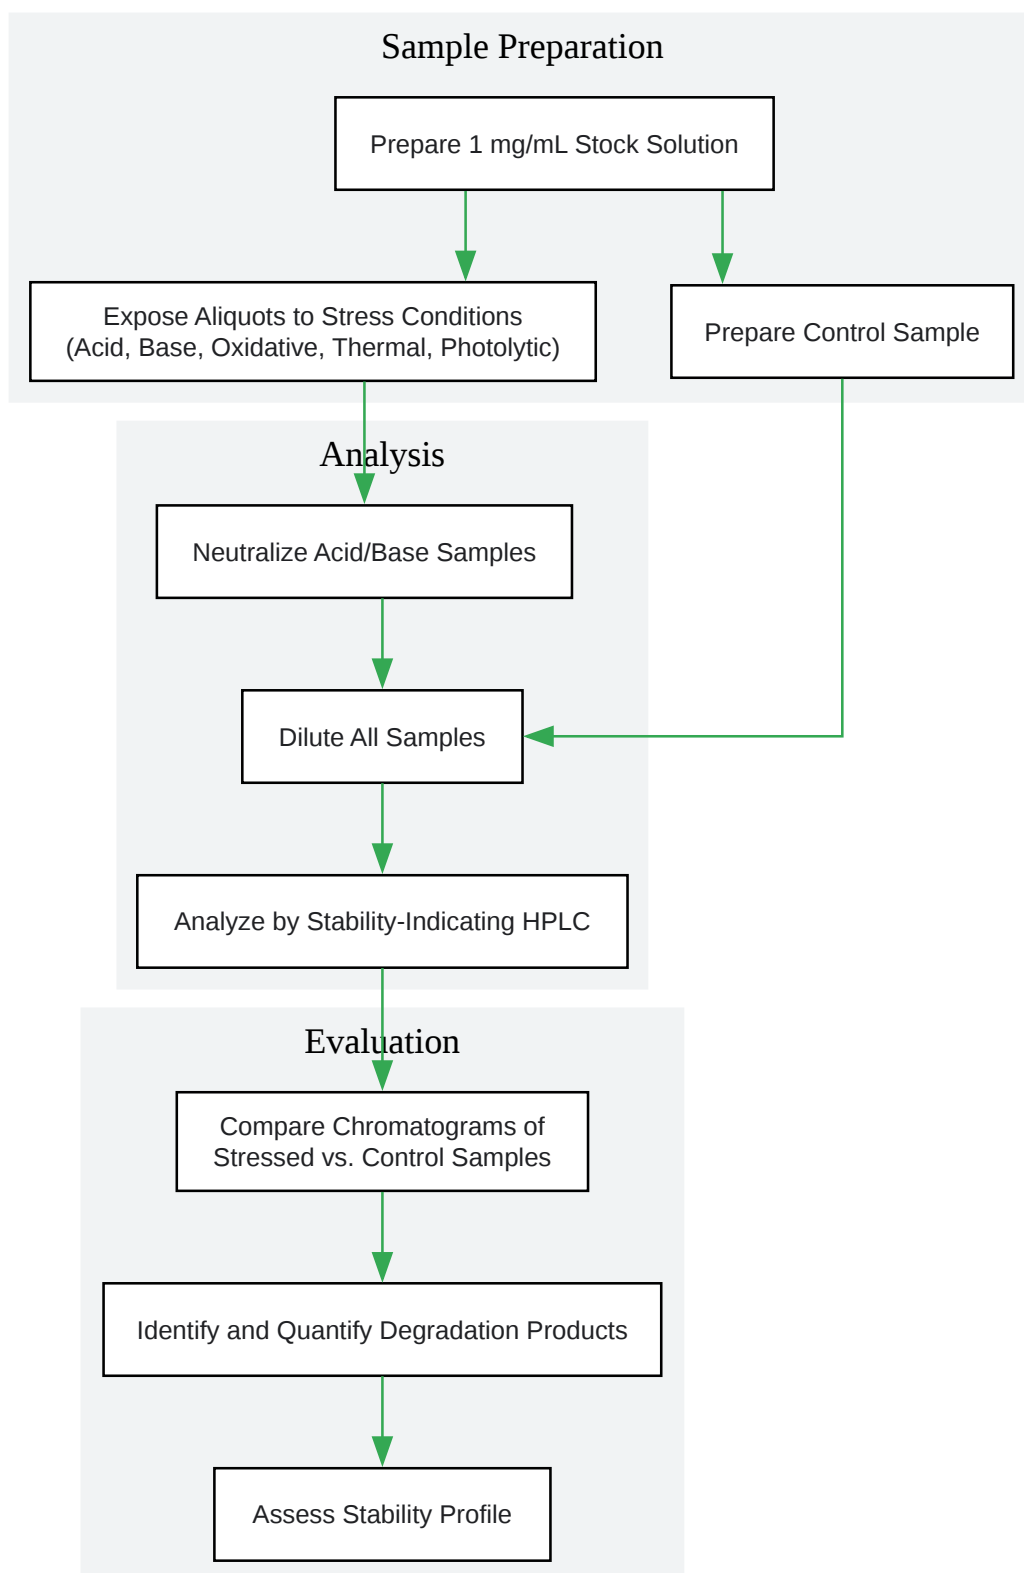 Sample Preparation
Prepare 1 mg/mL Stock Solution
Expose Aliquots to Stress Conditions
(Acid, Base, Oxidative, Thermal, Photolytic)
Prepare Control Sample
Analysis
Neutralize Acid/Base Samples
Dilute All Samples
Analyze by Stability-Indicating HPLC
Evaluation
Compare Chromatograms of
Stressed vs. Control Samples
Identify and Quantify Degradation Products
Assess Stability Profile